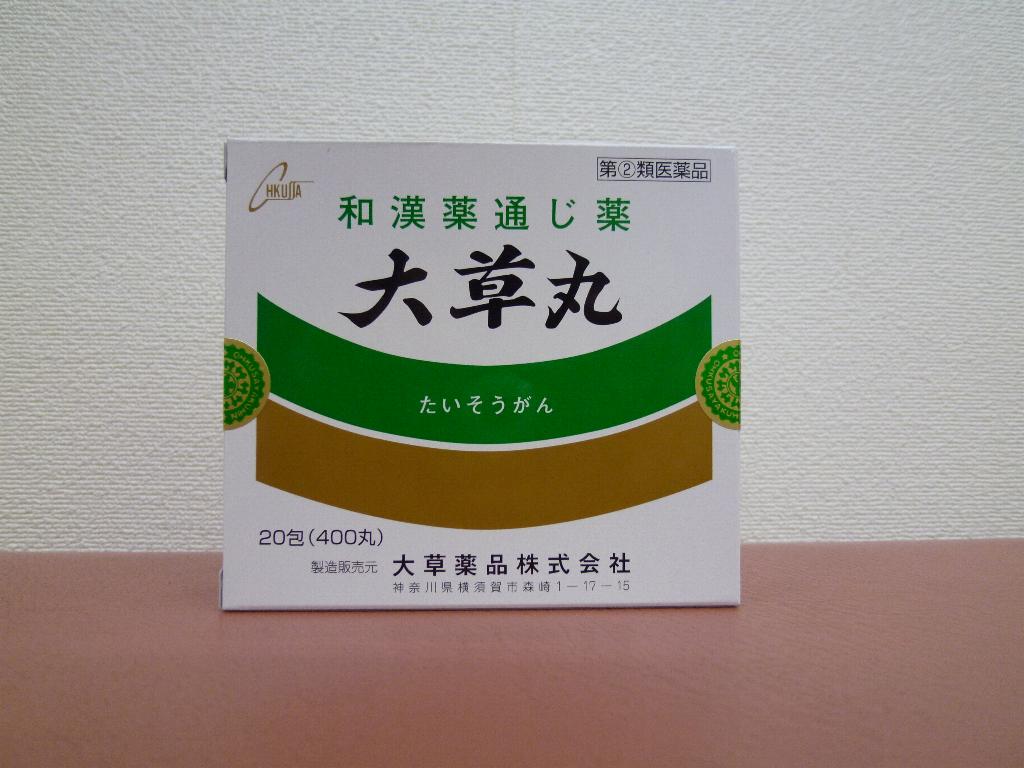 OHKUSA
第②類医薬品
和漢薬通じ薬
大草丸
たいそうがん
20包(400丸)
製造販売元 大草薬品株式会社
神奈川県横須賀市森崎1-17-15